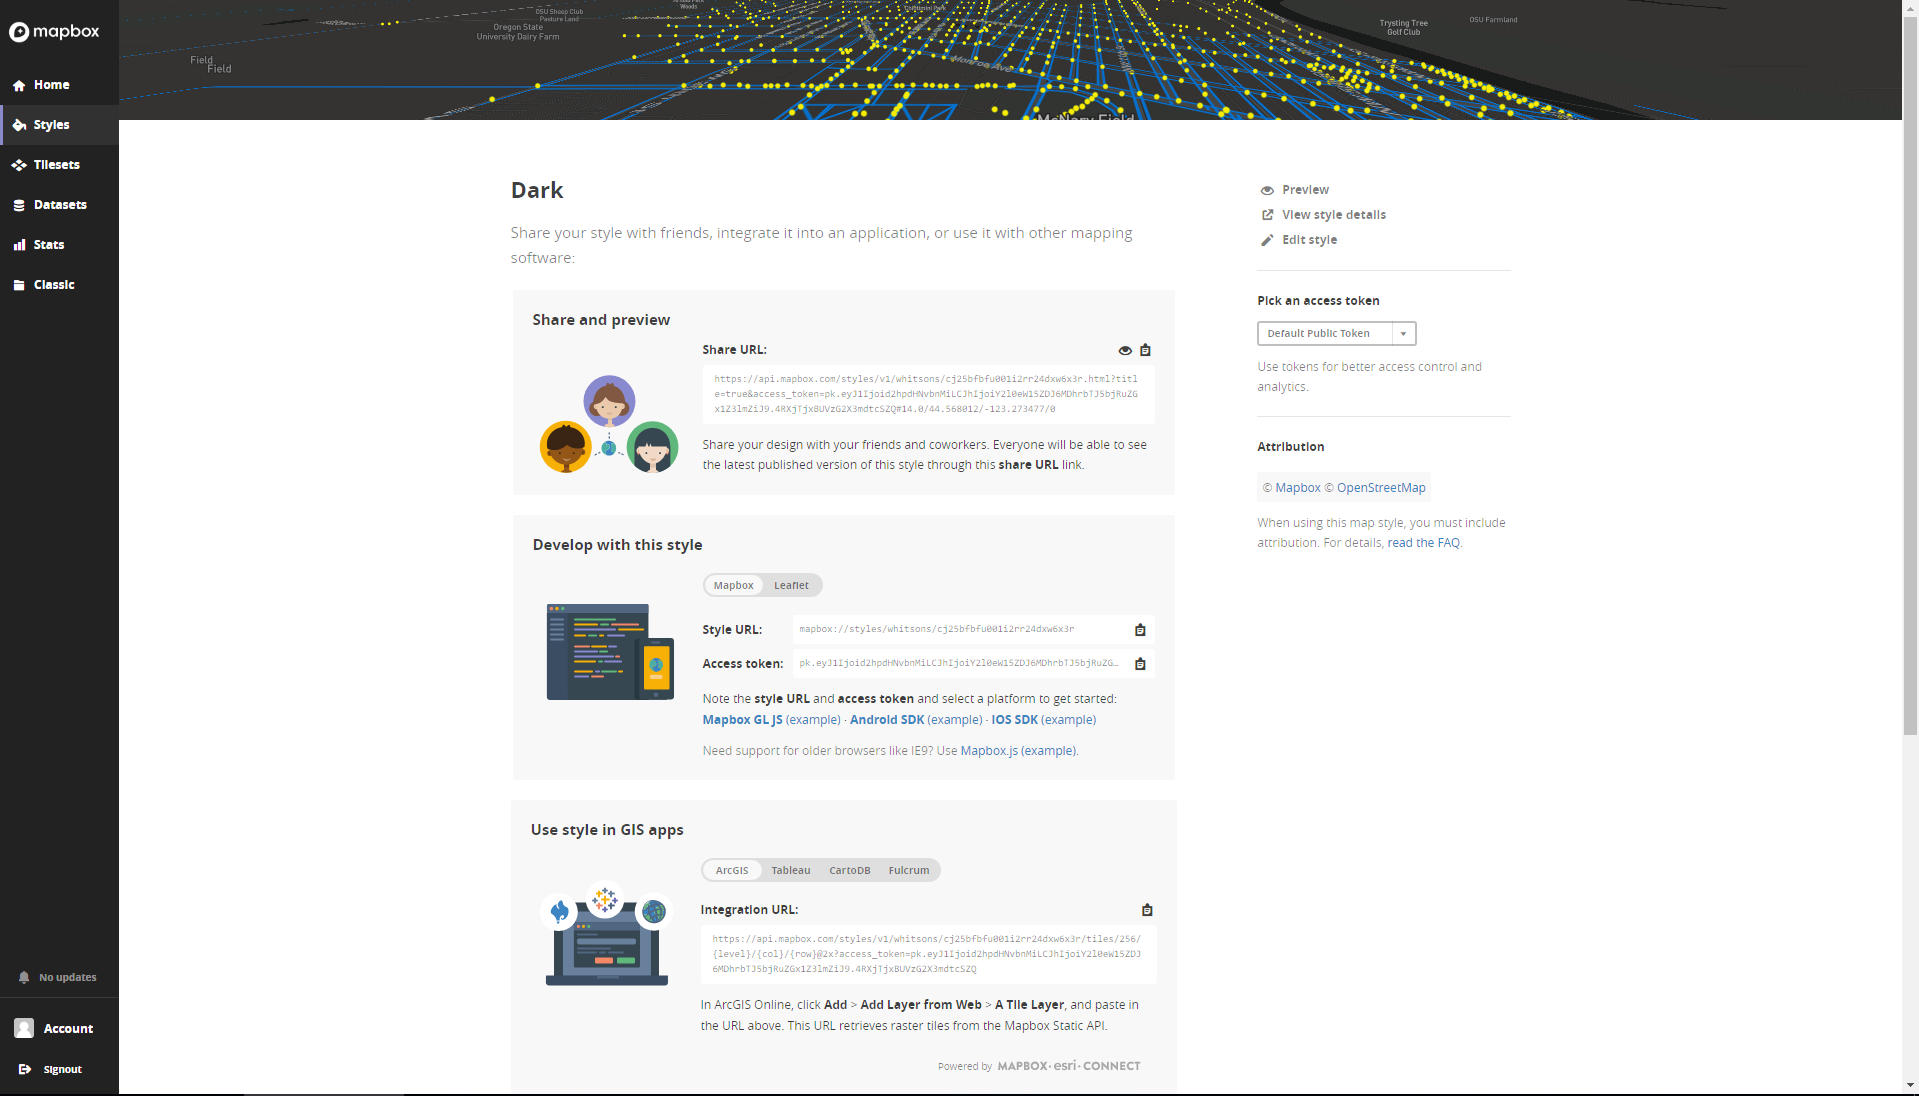 mapbox
Home
Styles
Tilesets
Datasets
Stats
Classic
No updates
Account
Signout
OSU Sheep Club
Pasture Land
Oregon State
University Dairy Farm
Field
Field
Woods
Monroe Ave
McNary Field
Trysting Tree
Golf Club
OSU Farmland
Dark
Share your style with friends, integrate it into an application, or use it with other mapping
software:
Share and preview
Share URL:
https://api.mapbox.com/styles/v1/whitsons/cj25bfbfu001i2rr24dxw6x3r.html?titl
e=true&access_token=pk.eyJ1Ijoid2hpdHNvbnMiLCJhIjoiY2l0eW15ZDJ6MDhrbTJ5bjRuZG
x1Z3lmZiJ9.4RXjTjxBUVzG2X3mdtcSZQ#14.0/44.568012/-123.273477/0
Share your design with your friends and coworkers. Everyone will be able to see
the latest published version of this style through this share URL link.
Develop with this style
Mapbox Leaflet
Style URL: mapbox://styles/whitsons/cj25bfbfu001i2rr24dxw6x3r
Access token: pk.eyJ1Ijoid2hpdHNvbnMiLCJhIjoiY2l0eW15ZDJ6MDhrbTJ5bjRuZG…
Note the style URL and access token and select a platform to get started:
Mapbox GL JS (example) · Android SDK (example) · IOS SDK (example)
Need support for older browsers like IE9? Use Mapbox.js (example).
Use style in GIS apps
ArcGIS Tableau CartoDB Fulcrum
Integration URL:
https://api.mapbox.com/styles/v1/whitsons/cj25bfbfu001i2rr24dxw6x3r/tiles/256/
{level}/{col}/{row}@2x?access_token=pk.eyJ1Ijoid2hpdHNvbnMiLCJhIjoiY2l0eW15ZDJ
6MDhrbTJ5bjRuZGx1Z3lmZiJ9.4RXjTjxBUVzG2X3mdtcSZQ
In ArcGIS Online, click Add > Add Layer from Web > A Tile Layer, and paste in
the URL above. This URL retrieves raster tiles from the Mapbox Static API.
Powered by MAPBOX · esri · CONNECT
Preview
View style details
Edit style
Pick an access token
Default Public Token
Use tokens for better access control and
analytics.
Attribution
© Mapbox © OpenStreetMap
When using this map style, you must include
attribution. For details, read the FAQ.